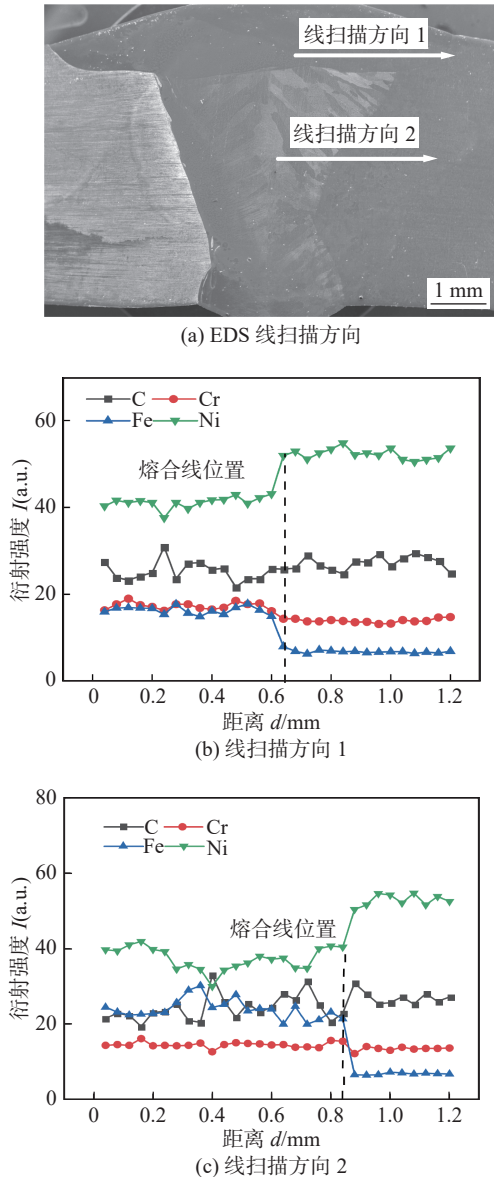 线扫描方向 1
线扫描方向 2
1 mm
(a) EDS 线扫描方向
C Cr
Fe Ni
熔合线位置
衍射强度 I(a.u.)
60
40
20
0
0 0.2 0.4 0.6 0.8 1.0 1.2
距离 d/mm
(b) 线扫描方向 1
C Cr
Fe Ni
熔合线位置
衍射强度 I(a.u.)
80
60
40
20
0
0 0.2 0.4 0.6 0.8 1.0 1.2
距离 d/mm
(c) 线扫描方向 2